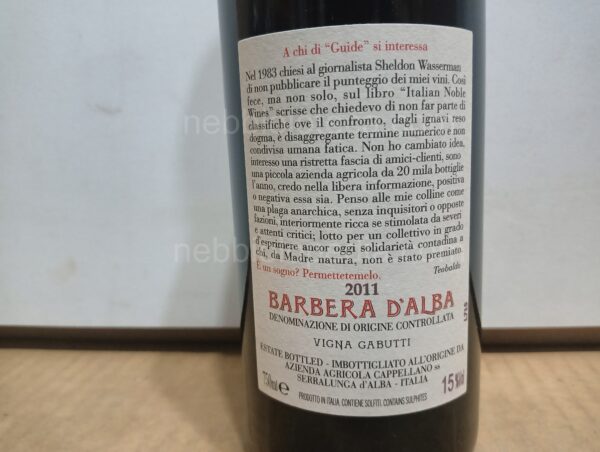 A chi di "Guide" si interessa
Nel 1983 chiesi al giornalista Sheldon Wasserman
di non pubblicare il punteggio dei miei vini. Così
fece, ma non solo, sul libro "Italian Noble
Wines" scrisse che chiedevo di non far parte di
classifiche ove il confronto, dagli ignavi reso
dogma, è disaggregante termine numerico e non
condivisa umana fatica. Non ho cambiato idea,
interesso una ristretta fascia di amici-clienti, sono
una piccola azienda agricola da 20 mila bottiglie
l'anno, credo nella libera informazione, positiva
o negativa essa sia. Penso alle mie colline come
una plaga anarchica, senza inquisitori o opposte
fazioni, interiormente ricca se stimolata da severi
e attenti critici; lotto per un collettivo in grado
d'esprimere ancor oggi solidarietà contadina a
chi, da Madre natura, non è stato premiato
È un sogno? Permettetemelo.
Teobaldo
2011
BARBERA D'ALBA
DENOMINAZIONE DI ORIGINE CONTROLLATA
VIGNA GABUTTI
ESTATE BOTTLED - IMBOTTIGLIATO ALL'ORIGINE DA
AZIENDA AGRICOLA CAPPELLANO ss
SERRALUNGA d'ALBA - ITALIA
750ml e
15%vol
PRODOTTO IN ITALIA. CONTIENE SOLFITI. CONTAINS SULPHITES